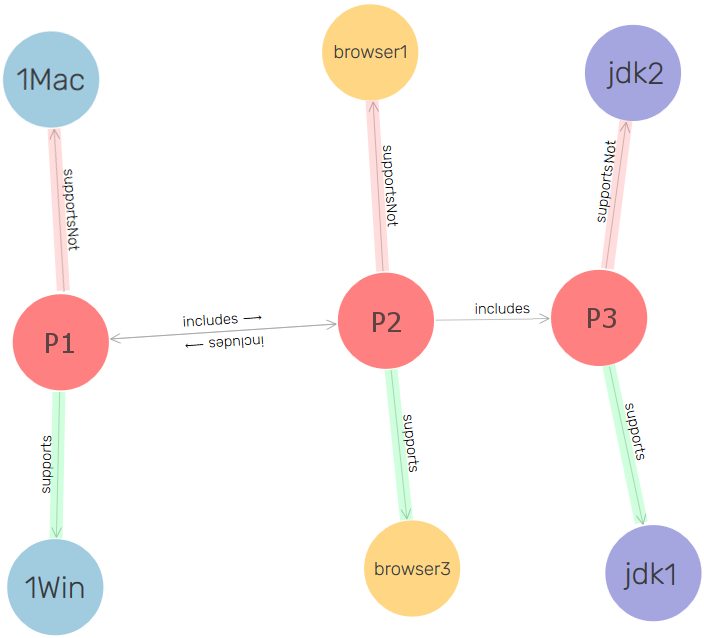 1Mac
browser1
jdk2
supportsNot
supportsNot
supportsNot
P1
includes →
includes →
P2
includes
P3
supports
supports
supports
1Win
browser3
jdk1